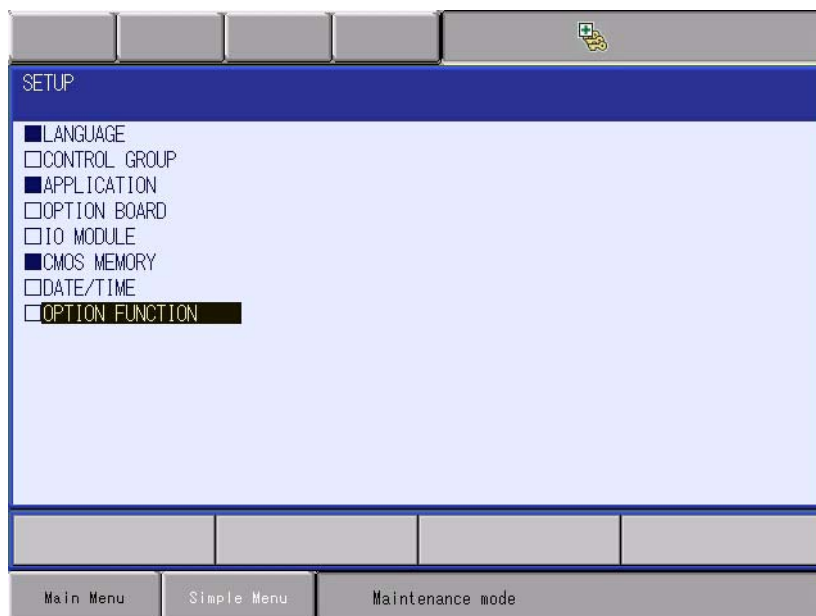 SETUP
■LANGUAGE
□CONTROL GROUP
■APPLICATION
□OPTION BOARD
□IO MODULE
■CMOS MEMORY
□DATE/TIME
□OPTION FUNCTION
Main Menu
Simple Menu
Maintenance mode